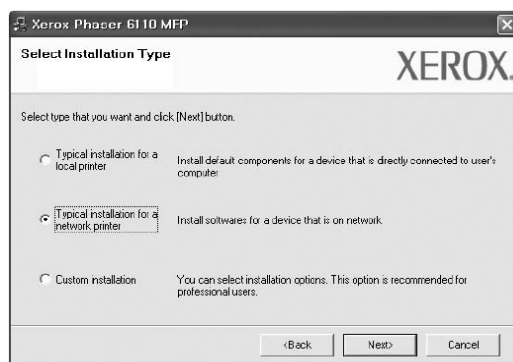 Xerox Phaser 6110 MFP
Select Installation Type
XEROX.
Select type that you want and click [Next] button.
Typical installation for a
local printer
Install default components for a device that is directly connected to user's
computer
Typical installation for a
network printer
Install softwares for a device that is on network
Custom installation
You can select installation options. This option is recommended for
professional users.
<Back
Next>
Cancel